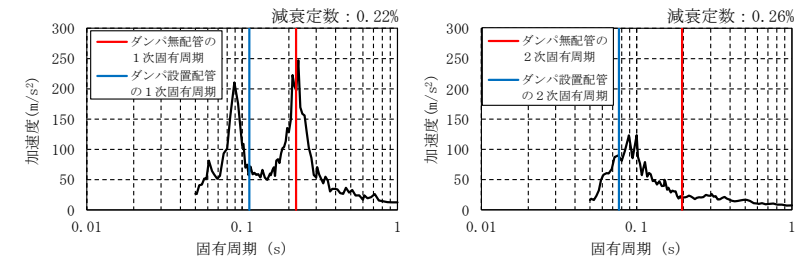 減衰定数：0.22%
300
250
200
150
100
50
0
加速度(m/s²)
ダンパ無配管の
１次固有周期
ダンパ設置配管
の１次固有周期
0.01
0.1
1
固有周期 (s)
減衰定数：0.26%
300
250
200
150
100
50
0
加速度(m/s²)
ダンパ無配管の
２次固有周期
ダンパ設置配管
の２次固有周期
0.01
0.1
1
固有周期 (s)